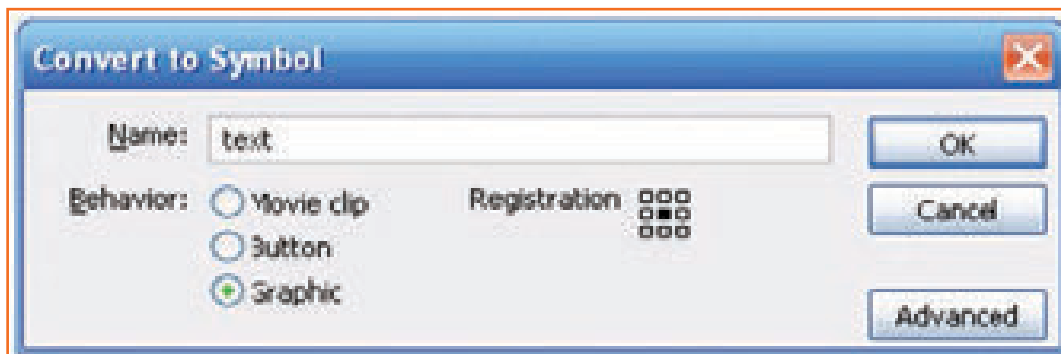 Convert to Symbol
Name: text
OK
Behavior: Movie clip
Registration
Cancel
Button
Graphic
Advanced